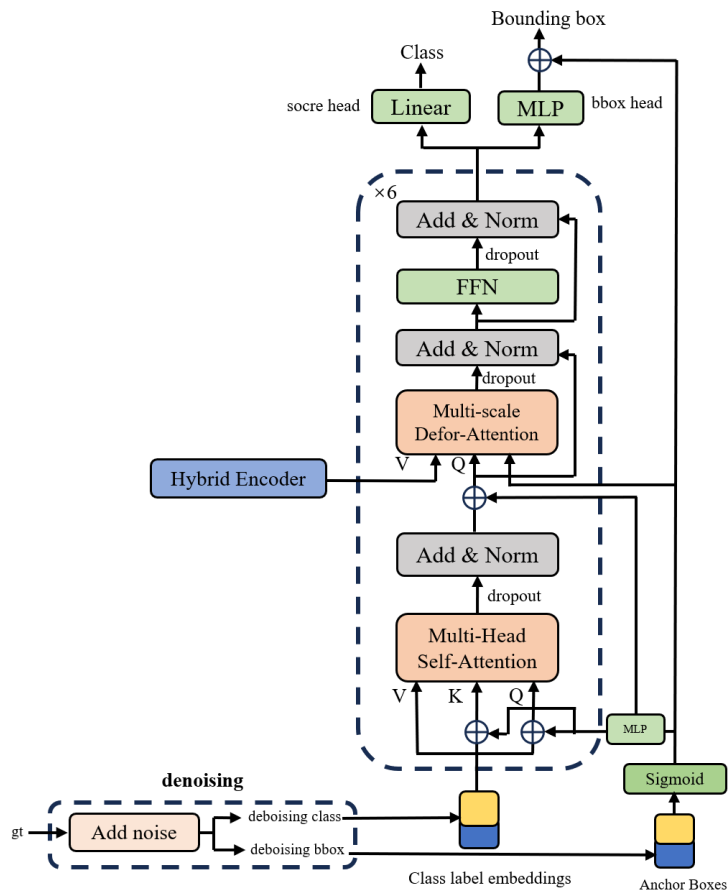 Bounding box
Class
socre head
Linear
MLP
bbox head
×6
Add & Norm
dropout
FFN
Add & Norm
dropout
Multi-scale
Defor-Attention
V
Q
Hybrid Encoder
Add & Norm
dropout
Multi-Head
Self-Attention
V
K
Q
MLP
denoising
Sigmoid
gt
Add noise
deboising class
deboising bbox
Class label embeddings
Anchor Boxes